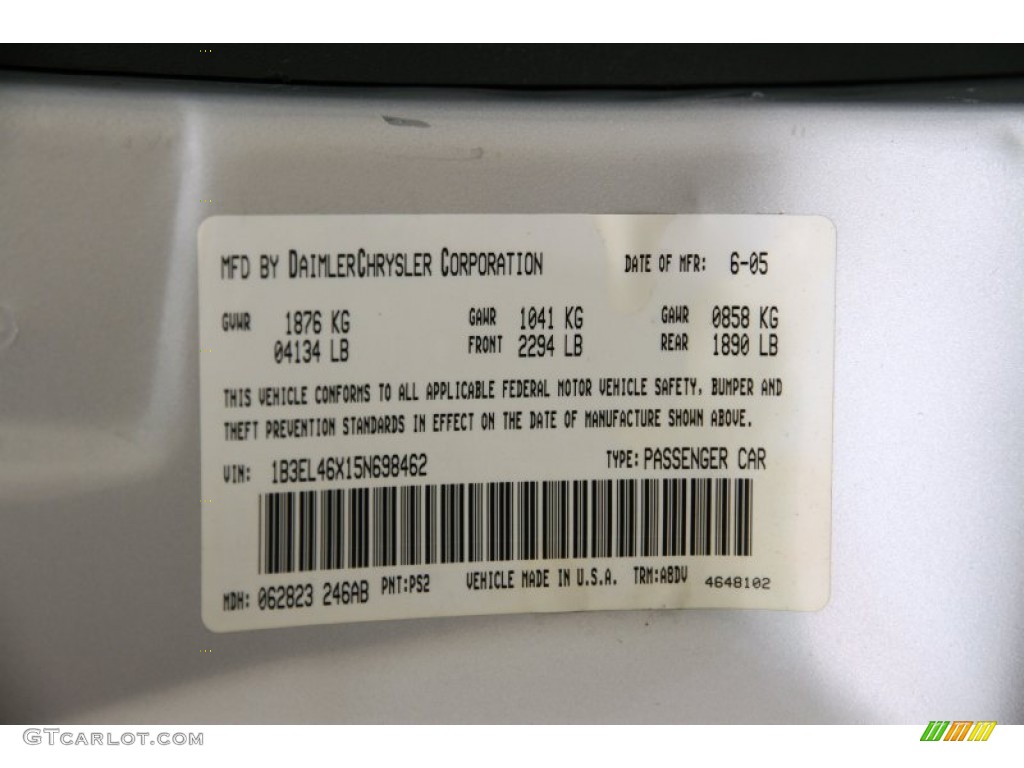 MFD BY DAIMLERCHRYSLER CORPORATION DATE OF MFR: 6-05
GVWR 1876 KG GAWR 1041 KG GAWR 0858 KG
04134 LB FRONT 2294 LB REAR 1890 LB
THIS VEHICLE CONFORMS TO ALL APPLICABLE FEDERAL MOTOR VEHICLE SAFETY, BUMPER AND
THEFT PREVENTION STANDARDS IN EFFECT ON THE DATE OF MANUFACTURE SHOWN ABOVE.
VIN: 1B3EL46X15N698462 TYPE: PASSENGER CAR
MDH: 062823 246AB PNT:PS2 VEHICLE MADE IN U.S.A. TRM:A8DV 4648102
GTCARLOT.COM